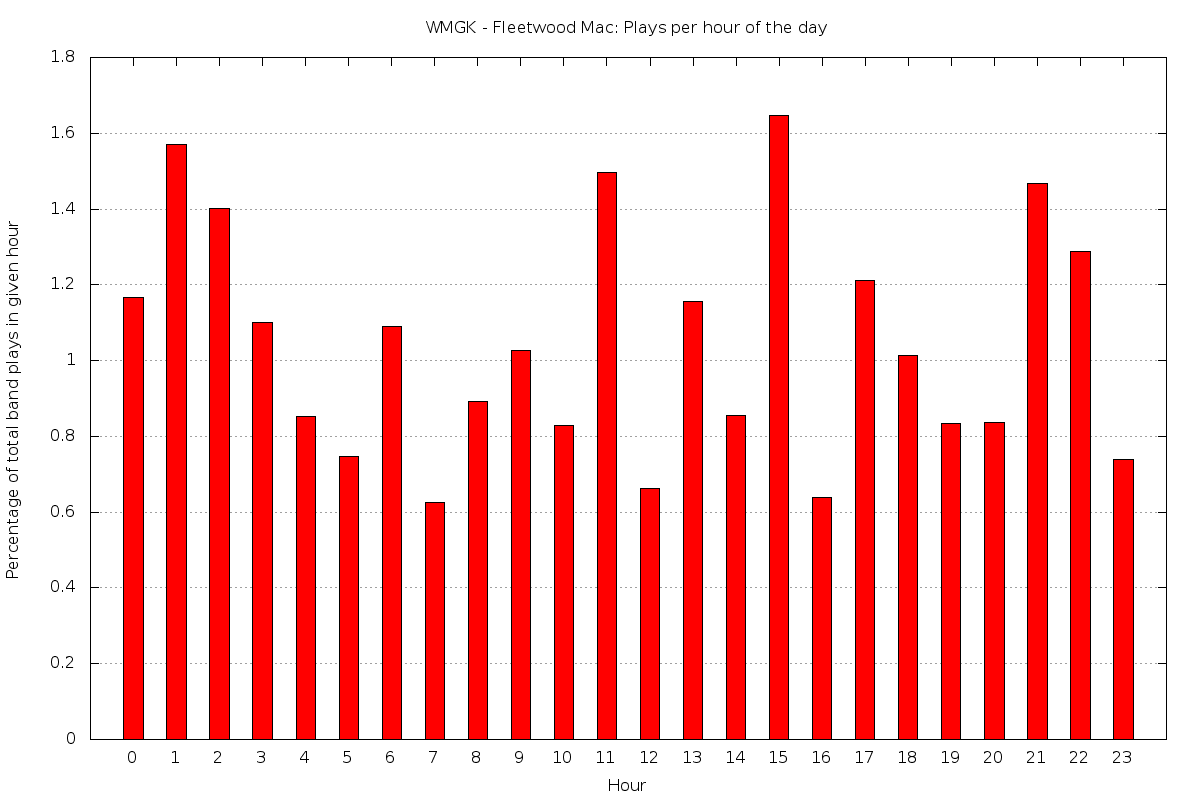 WMGK - Fleetwood Mac: Plays per hour of the day
Percentage of total band plays in given hour
1.8
1.6
1.4
1.2
1
0.8
0.6
0.4
0.2
0
0 1 2 3 4 5 6 7 8 9 10 11 12 13 14 15 16 17 18 19 20 21 22 23
Hour